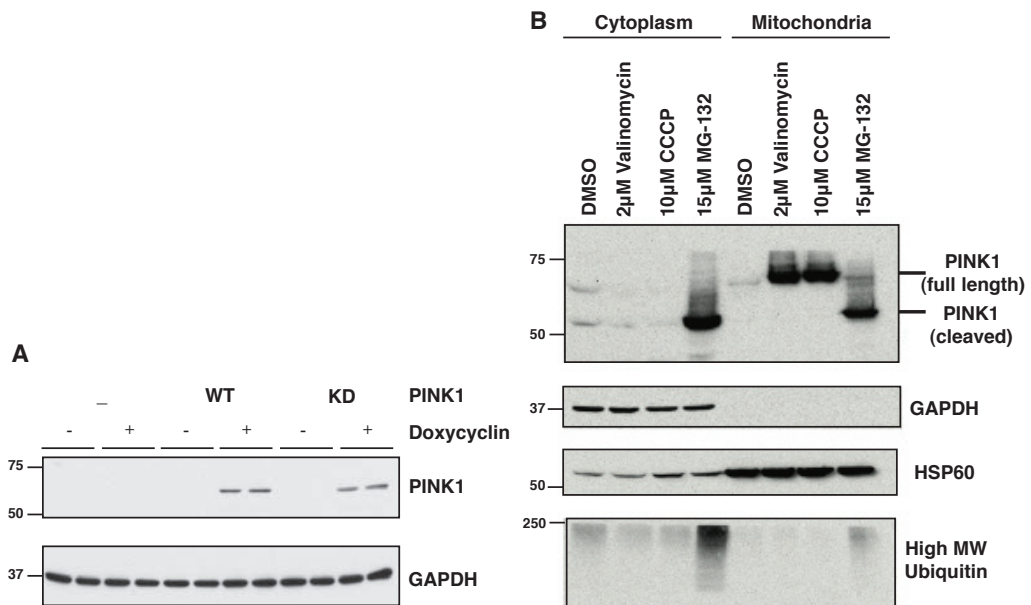 A
– WT KD PINK1
- + - + - + Doxycyclin
75
50
PINK1
37
GAPDH
B
Cytoplasm Mitochondria
DMSO
2µM Valinomycin
10µM CCCP
15µM MG-132
DMSO
2µM Valinomycin
10µM CCCP
15µM MG-132
75
50
PINK1
(full length)
PINK1
(cleaved)
37
GAPDH
50
HSP60
250
High MW
Ubiquitin